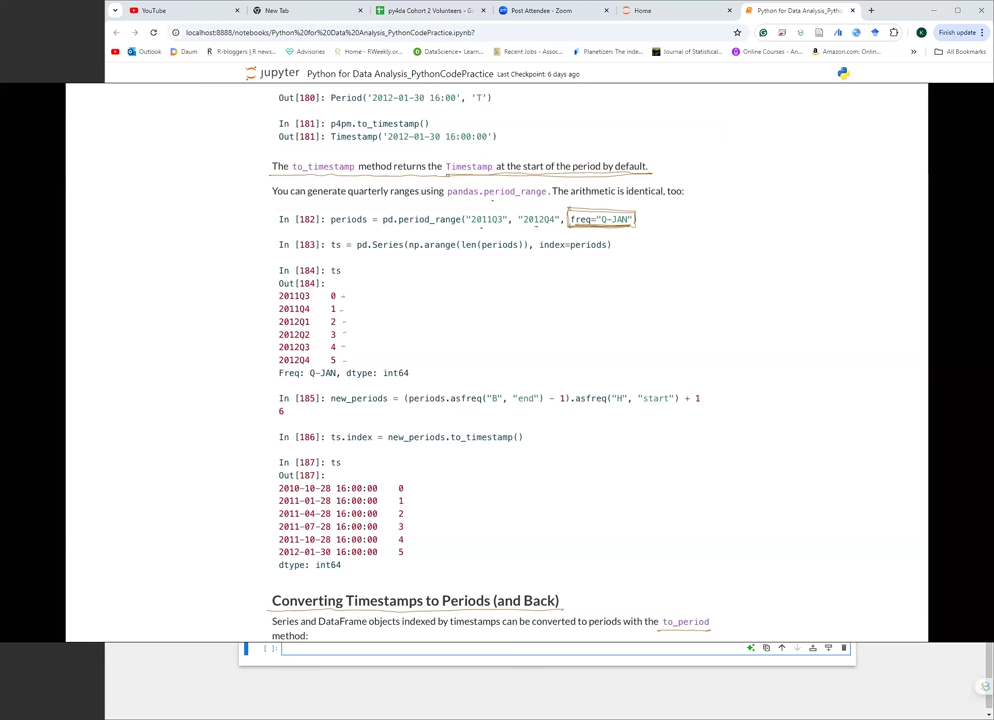 YouTube
New Tab
py4da Cohort 2 Volunteers - G
Post Attendee - Zoom
Home
Python for Data Analysis_Pytho
localhost:8888/notebooks/Python%20for%20Data%20Analysis_PythonCodePractice.ipynb?
K
Finish update
Outlook
Daum
R-bloggers | R news...
Advisories
Home - RWeekly.or...
DataScience+ Learn...
Recent Jobs - Assoc...
Planetizen: The inde...
Journal of Statistical...
Online Courses - An...
Amazon.com: Onlin...
»
All Bookmarks
jupyter Python for Data Analysis_PythonCodePractice Last Checkpoint: 6 days ago
Out[180]: Period('2012-01-30 16:00', 'T')
In [181]: p4pm.to_timestamp()
Out[181]: Timestamp('2012-01-30 16:00:00')
The to_timestamp method returns the Timestamp at the start of the period by default.
You can generate quarterly ranges using pandas.period_range. The arithmetic is identical, too:
In [182]: periods = pd.period_range("2011Q3", "2012Q4", freq="Q-JAN")
In [183]: ts = pd.Series(np.arange(len(periods)), index=periods)
In [184]: ts
Out[184]:
2011Q3 0
2011Q4 1
2012Q1 2
2012Q2 3
2012Q3 4
2012Q4 5
Freq: Q-JAN, dtype: int64
In [185]: new_periods = (periods.asfreq("B", "end") - 1).asfreq("H", "start") + 1
6
In [186]: ts.index = new_periods.to_timestamp()
In [187]: ts
Out[187]:
2010-10-28 16:00:00 0
2011-01-28 16:00:00 1
2011-04-28 16:00:00 2
2011-07-28 16:00:00 3
2011-10-28 16:00:00 4
2012-01-30 16:00:00 5
dtype: int64
Converting Timestamps to Periods (and Back)
Series and DataFrame objects indexed by timestamps can be converted to periods with the to_period
method:
[ ]: